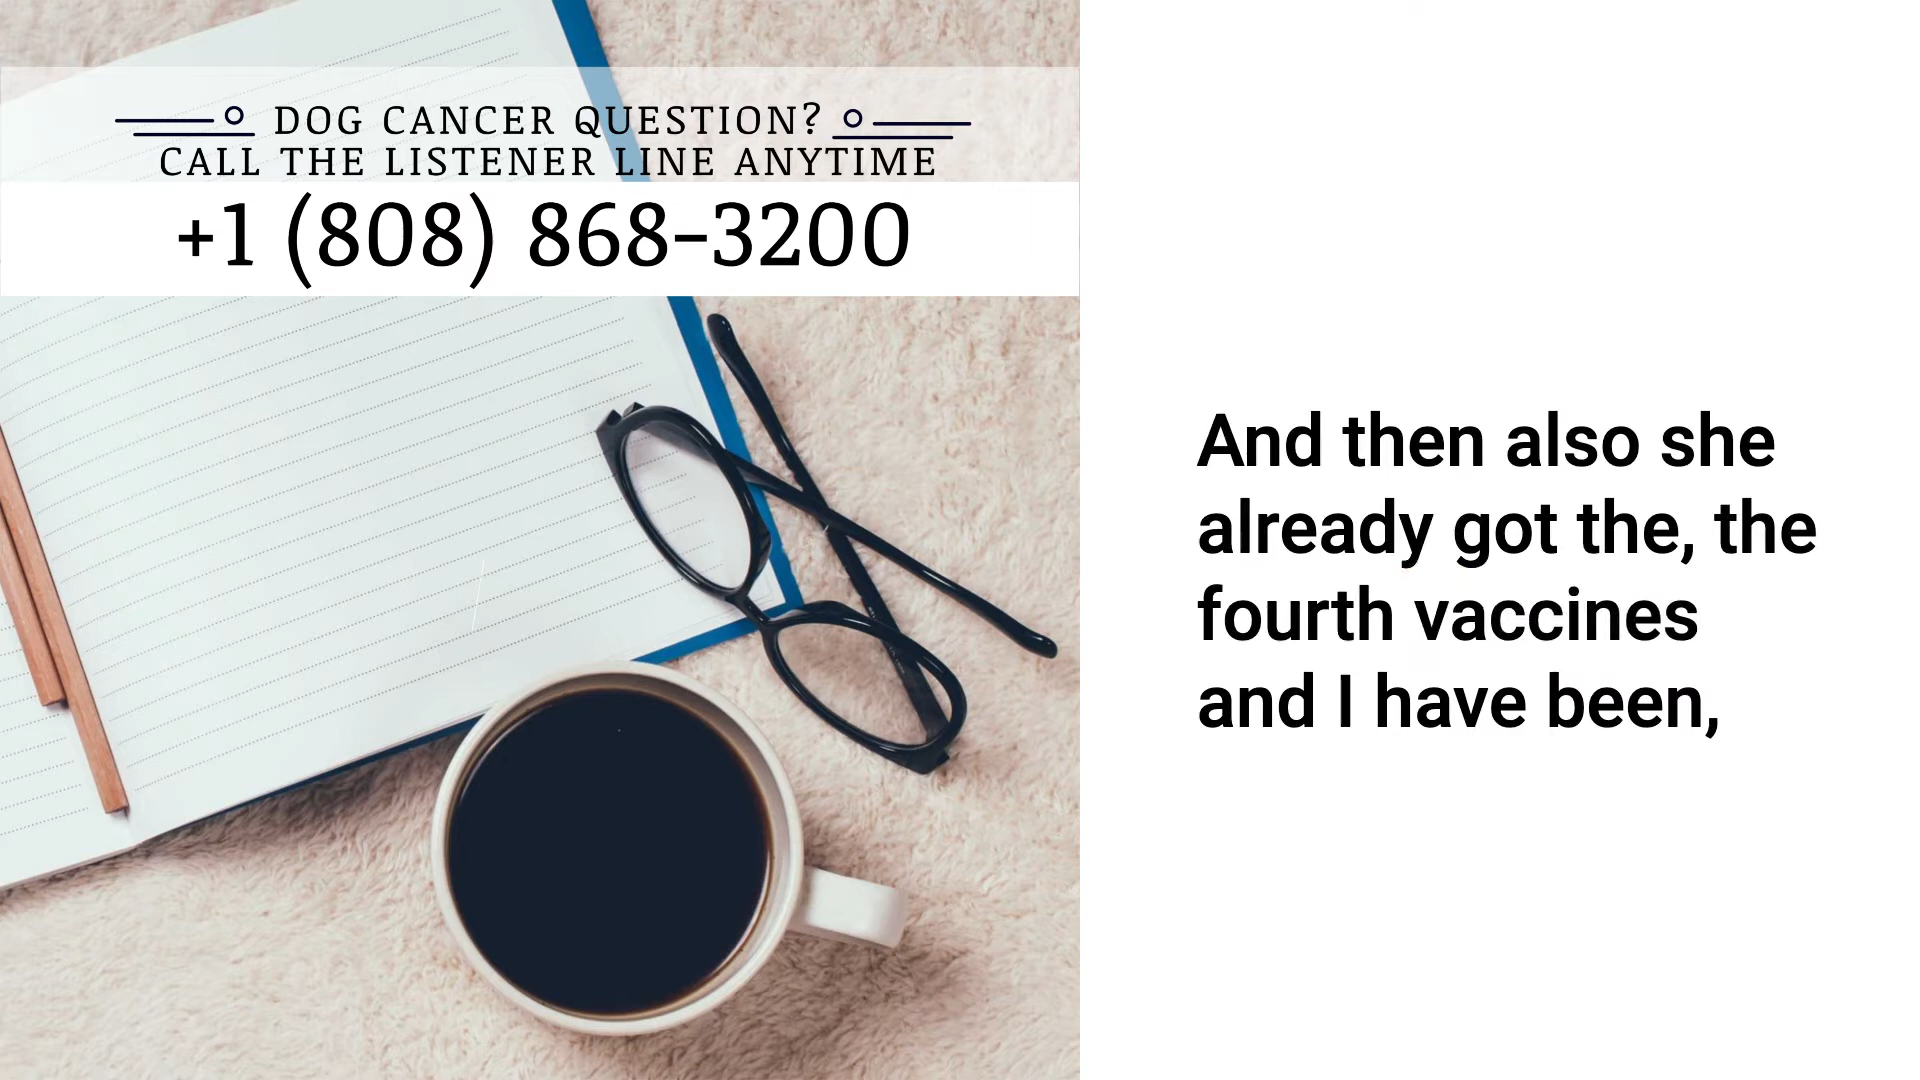 DOG CANCER QUESTION?
CALL THE LISTENER LINE ANYTIME
+1 (808) 868-3200
And then also she
already got the, the
fourth vaccines
and I have been,